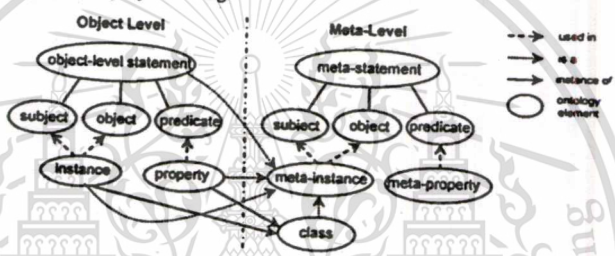 Object Level
Meta-Level
used in
is a
instance of
ontology
element
object-level statement
meta-statement
subject
object
predicate
subject
object
predicate
instance
property
meta-instance
meta-property
class